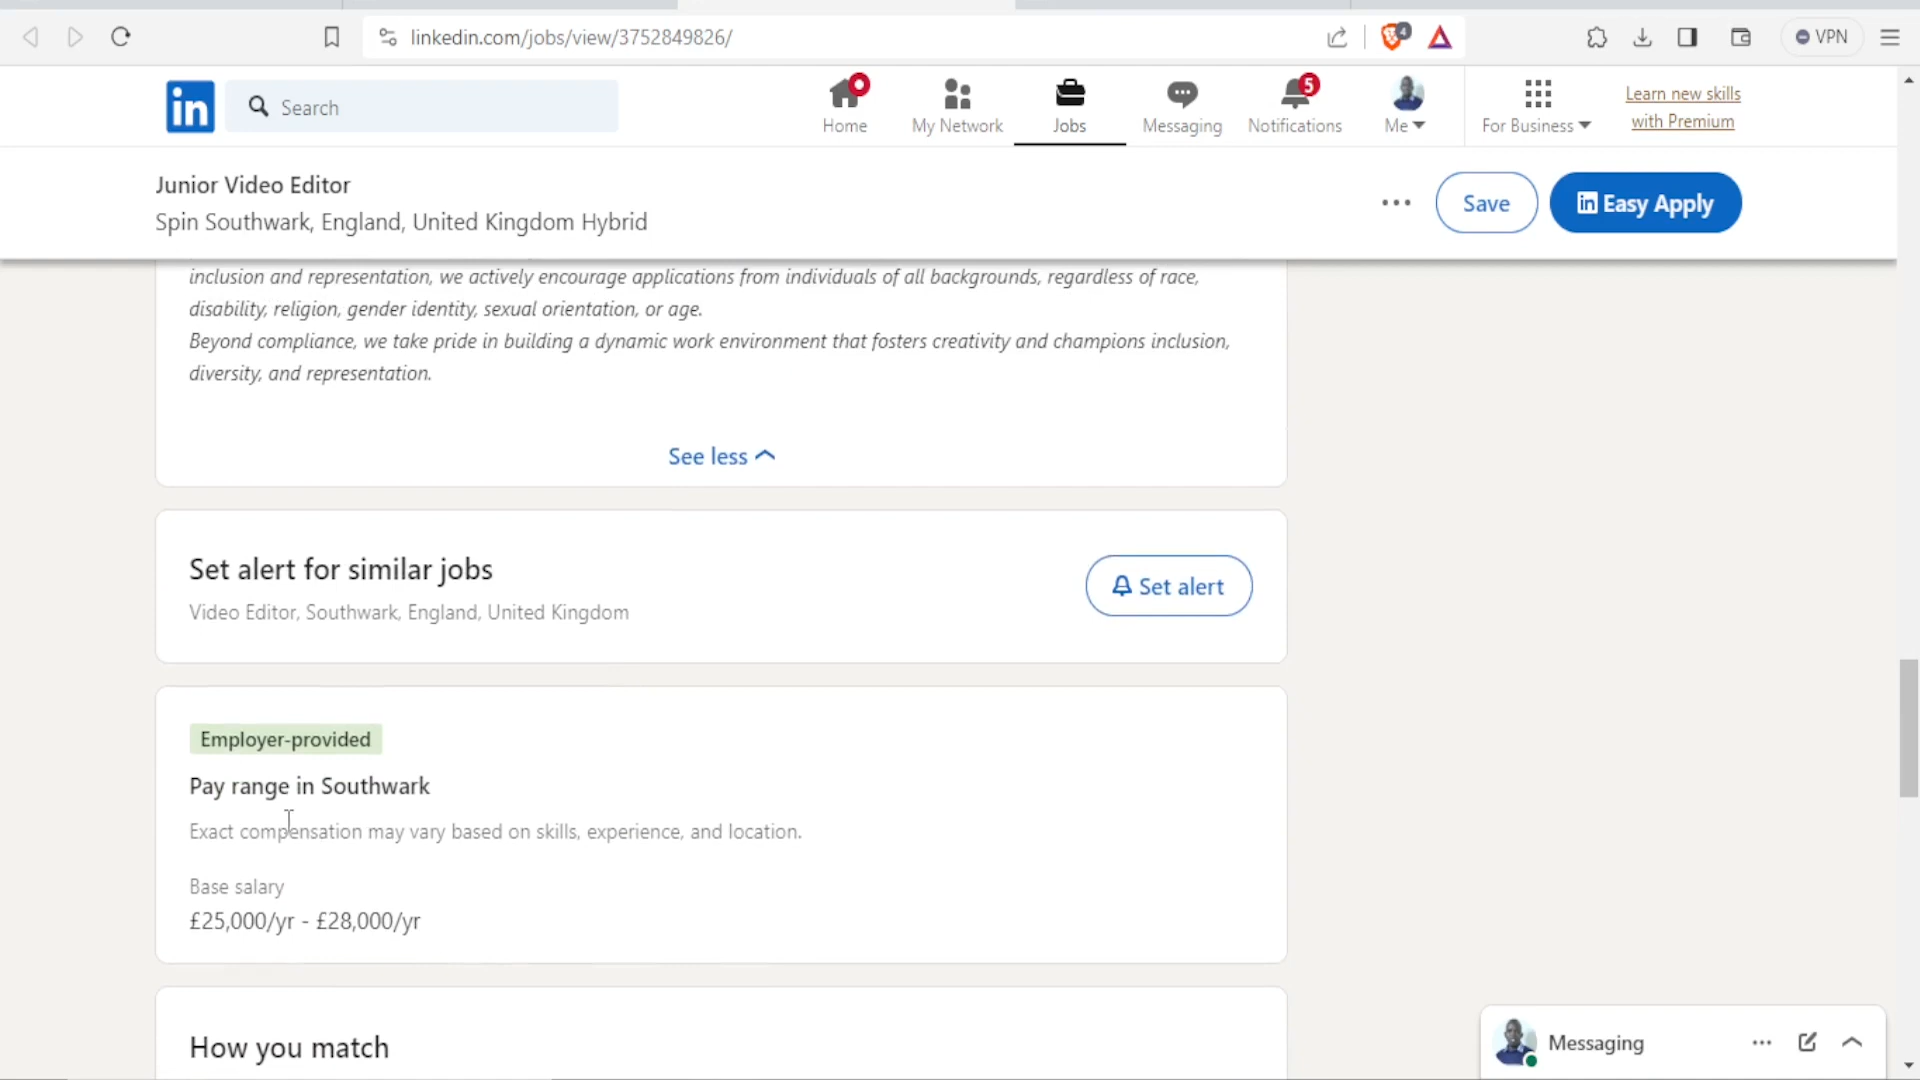 linkedin.com/jobs/view/3752849826/
4
VPN
in
Search
Home
My Network
Jobs
Messaging
5
Notifications
Me
For Business
Learn new skills
with Premium
Junior Video Editor
Spin Southwark, England, United Kingdom Hybrid
Save
in Easy Apply
inclusion and representation, we actively encourage applications from individuals of all backgrounds, regardless of race,
disability, religion, gender identity, sexual orientation, or age.
Beyond compliance, we take pride in building a dynamic work environment that fosters creativity and champions inclusion,
diversity, and representation.
See less
Set alert for similar jobs
Video Editor, Southwark, England, United Kingdom
Set alert
Employer-provided
Pay range in Southwark
Exact compensation may vary based on skills, experience, and location.
Base salary
£25,000/yr - £28,000/yr
How you match
Messaging